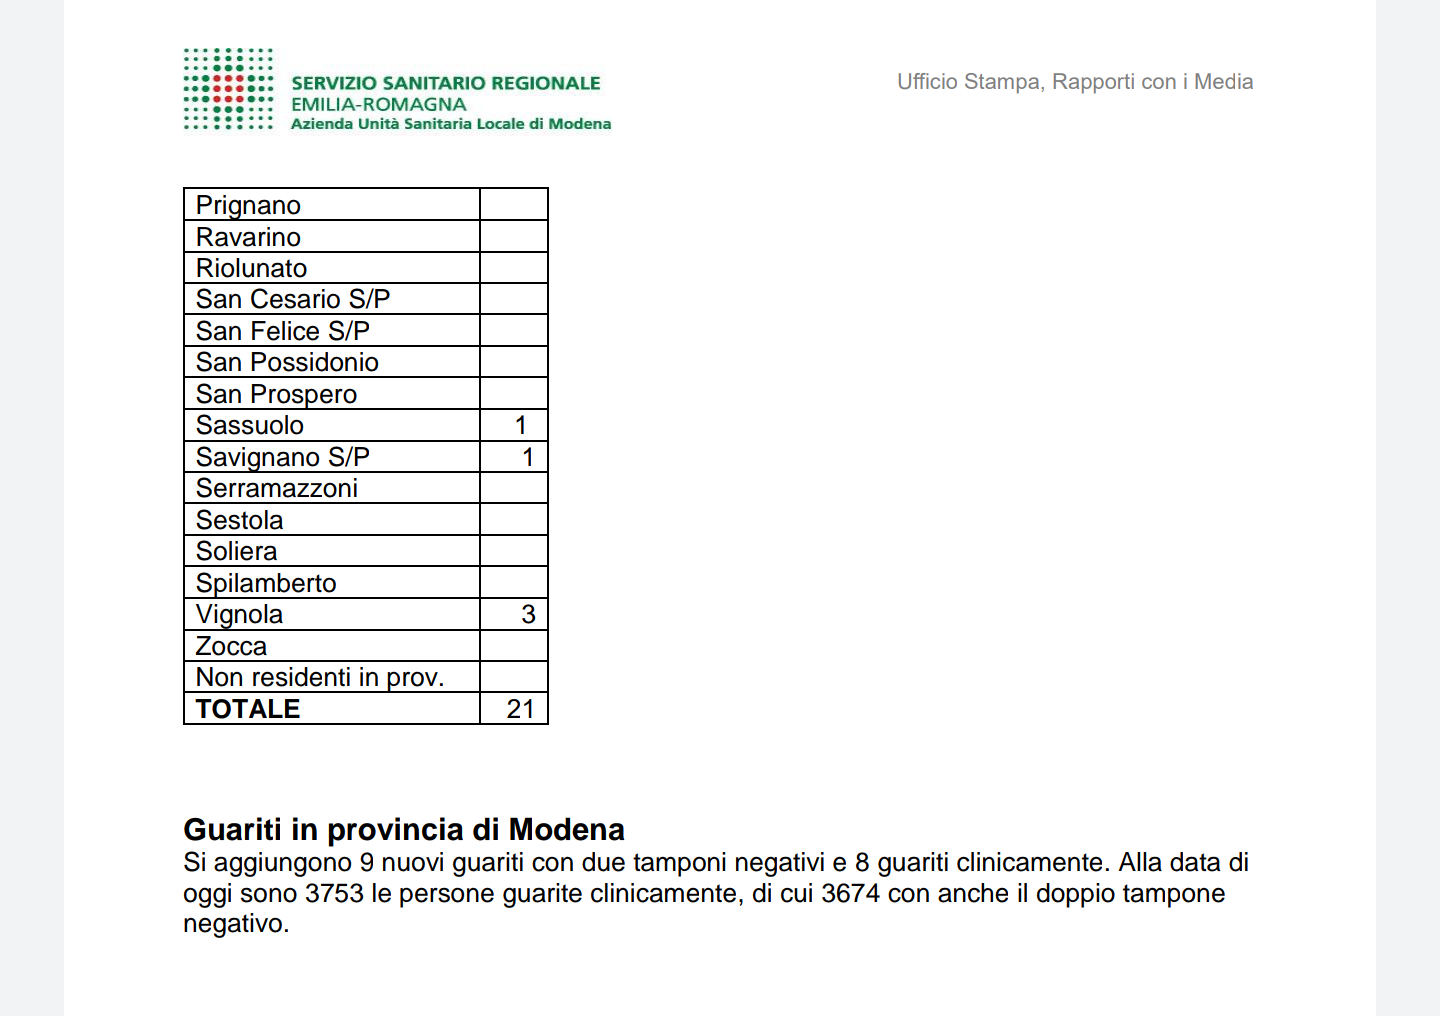 SERVIZIO SANITARIO REGIONALE
EMILIA-ROMAGNA
Azienda Unità Sanitaria Locale di Modena
Ufficio Stampa, Rapporti con i Media
Prignano
Ravarino
Riolunato
San Cesario S/P
San Felice S/P
San Possidonio
San Prospero
Sassuolo 1
Savignano S/P 1
Serramazzoni
Sestola
Soliera
Spilamberto
Vignola 3
Zocca
Non residenti in prov.
TOTALE 21
Guariti in provincia di Modena
Si aggiungono 9 nuovi guariti con due tamponi negativi e 8 guariti clinicamente. Alla data di
oggi sono 3753 le persone guarite clinicamente, di cui 3674 con anche il doppio tampone
negativo.